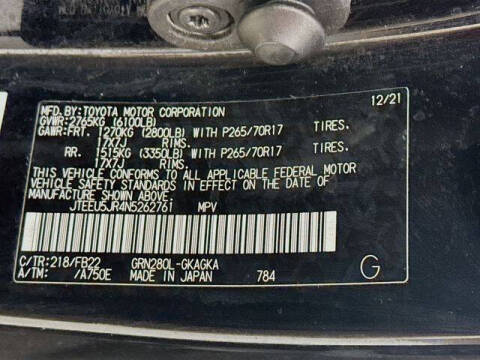 MFD.BY: TOYOTA MOTOR CORPORATION 12/21
GVWR: 2765KG (6100LB)
GAWR: FRT. 1270KG (2800LB) WITH P265/70R17 TIRES.
17X7J RIMS.
RR. 1515KG (3350LB) WITH P265/70R17 TIRES.
17X7J RIMS.
THIS VEHICLE CONFORMS TO ALL APPLICABLE FEDERAL MOTOR
VEHICLE SAFETY STANDARDS IN EFFECT ON THE DATE OF
MANUFACTURE SHOWN ABOVE.
JTEEU5JR4N5262761 MPV
C/TR: 218/FB22 GRN280L-GKAGKA
A/TM: /A750E MADE IN JAPAN 784 G